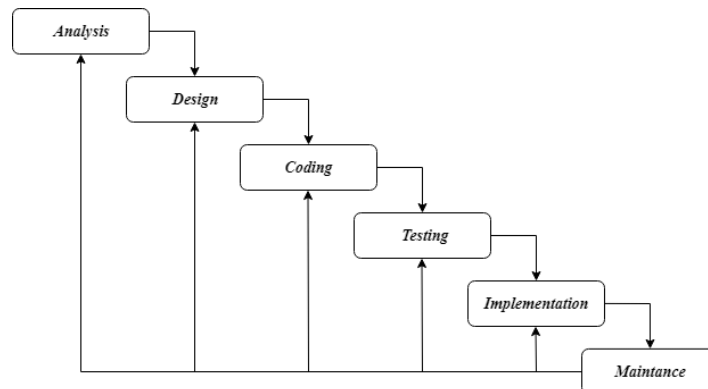 Analysis
Design
Coding
Testing
Implementation
Maintance